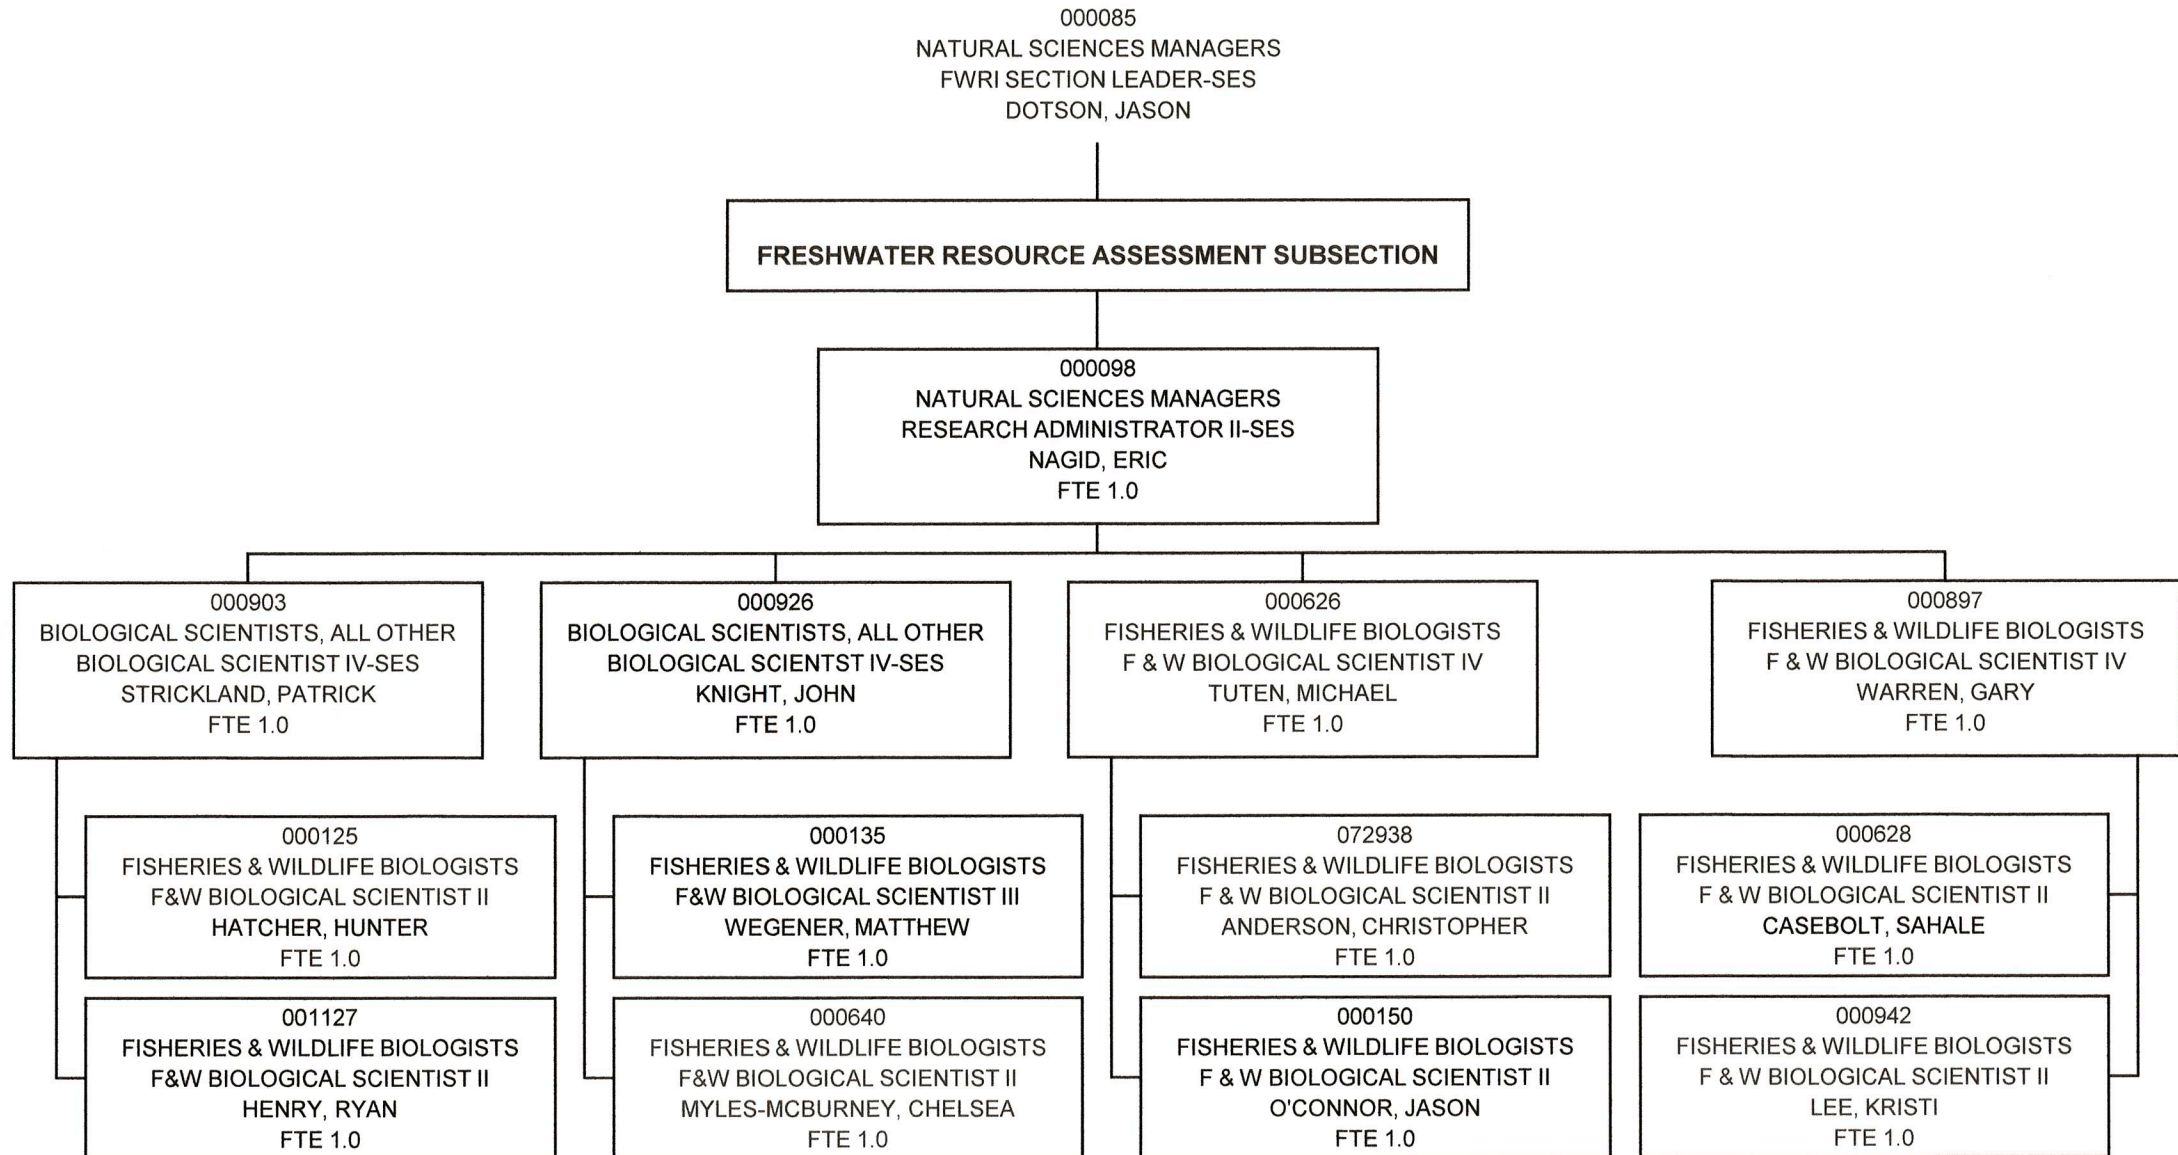 000085
NATURAL SCIENCES MANAGERS
FWRI SECTION LEADER-SES
DOTSON, JASON
FRESHWATER RESOURCE ASSESSMENT SUBSECTION
000098
NATURAL SCIENCES MANAGERS
RESEARCH ADMINISTRATOR II-SES
NAGID, ERIC
FTE 1.0
000903
BIOLOGICAL SCIENTISTS, ALL OTHER
BIOLOGICAL SCIENTIST IV-SES
STRICKLAND, PATRICK
FTE 1.0
000926
BIOLOGICAL SCIENTISTS, ALL OTHER
BIOLOGICAL SCIENTST IV-SES
KNIGHT, JOHN
FTE 1.0
000626
FISHERIES & WILDLIFE BIOLOGISTS
F & W BIOLOGICAL SCIENTIST IV
TUTEN, MICHAEL
FTE 1.0
000897
FISHERIES & WILDLIFE BIOLOGISTS
F & W BIOLOGICAL SCIENTIST IV
WARREN, GARY
FTE 1.0
000125
FISHERIES & WILDLIFE BIOLOGISTS
F&W BIOLOGICAL SCIENTIST II
HATCHER, HUNTER
FTE 1.0
000135
FISHERIES & WILDLIFE BIOLOGISTS
F&W BIOLOGICAL SCIENTIST III
WEGENER, MATTHEW
FTE 1.0
072938
FISHERIES & WILDLIFE BIOLOGISTS
F & W BIOLOGICAL SCIENTIST II
ANDERSON, CHRISTOPHER
FTE 1.0
000628
FISHERIES & WILDLIFE BIOLOGISTS
F & W BIOLOGICAL SCIENTIST II
CASEBOLT, SAHALE
FTE 1.0
001127
FISHERIES & WILDLIFE BIOLOGISTS
F&W BIOLOGICAL SCIENTIST II
HENRY, RYAN
FTE 1.0
000640
FISHERIES & WILDLIFE BIOLOGISTS
F&W BIOLOGICAL SCIENTIST II
MYLES-MCBURNEY, CHELSEA
FTE 1.0
000150
FISHERIES & WILDLIFE BIOLOGISTS
F & W BIOLOGICAL SCIENTIST II
O'CONNOR, JASON
FTE 1.0
000942
FISHERIES & WILDLIFE BIOLOGISTS
F & W BIOLOGICAL SCIENTIST II
LEE, KRISTI
FTE 1.0